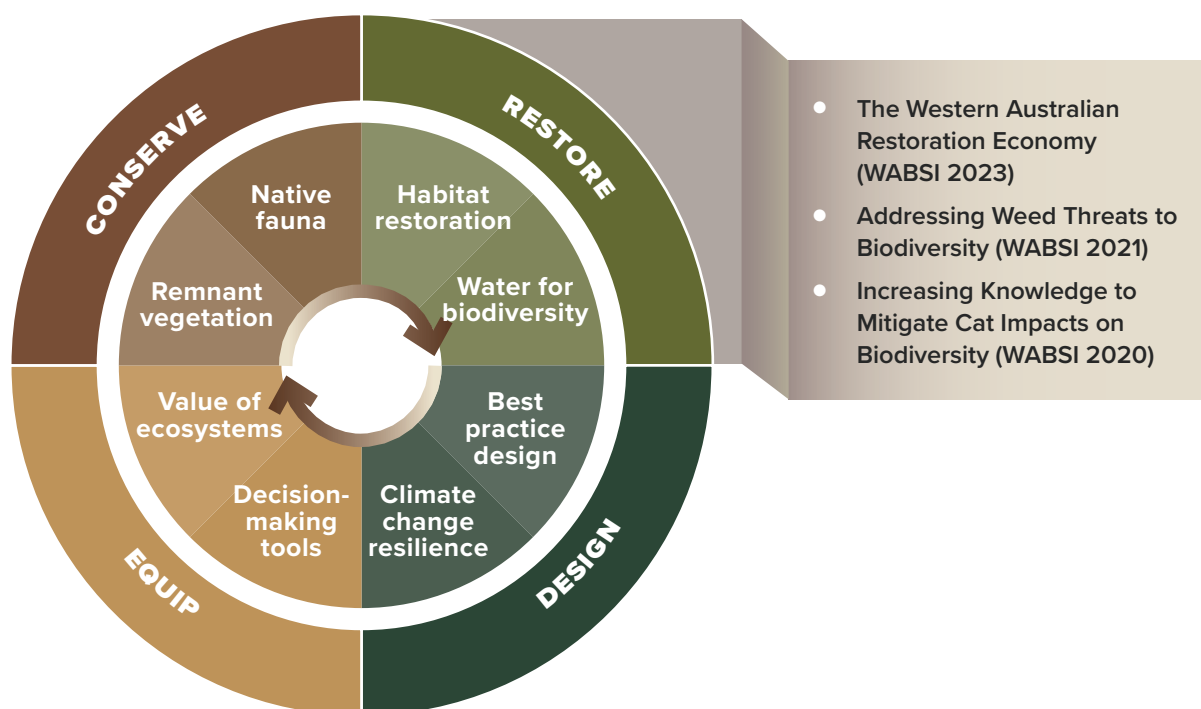 CONSERVE
RESTORE
Native
fauna
Habitat
restoration
Remnant
vegetation
Water for
biodiversity
Value of
ecosystems
Best
practice
design
Decision-
making
tools
Climate
change
resilience
EQUIP
DESIGN
The Western Australian
Restoration Economy
(WABSI 2023)
Addressing Weed Threats to
Biodiversity (WABSI 2021)
Increasing Knowledge to
Mitigate Cat Impacts on
Biodiversity (WABSI 2020)